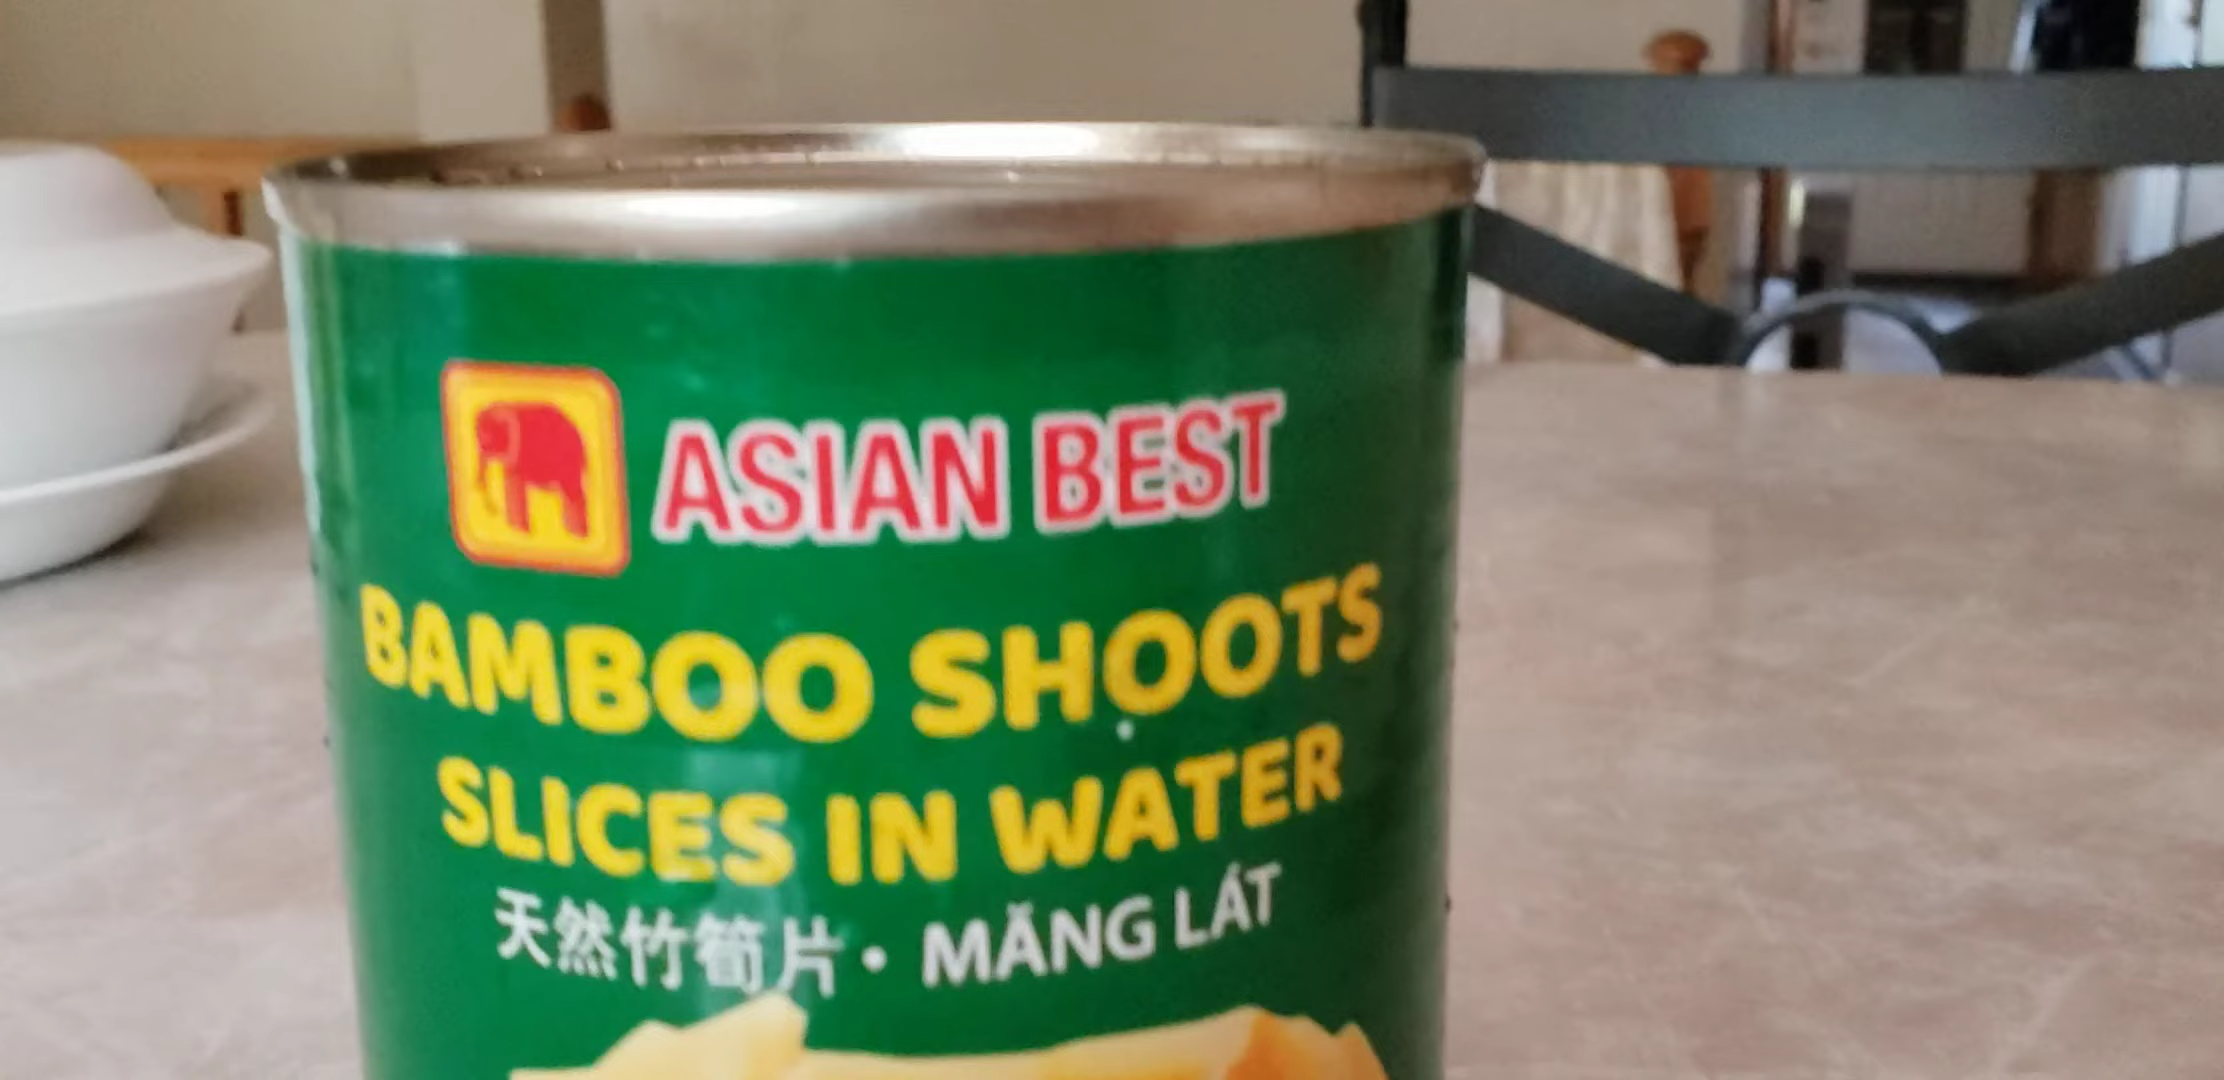 ASIAN BEST
BAMBOO SHOOTS
SLICES IN WATER
天然竹筍片 • MĂNG LÁT